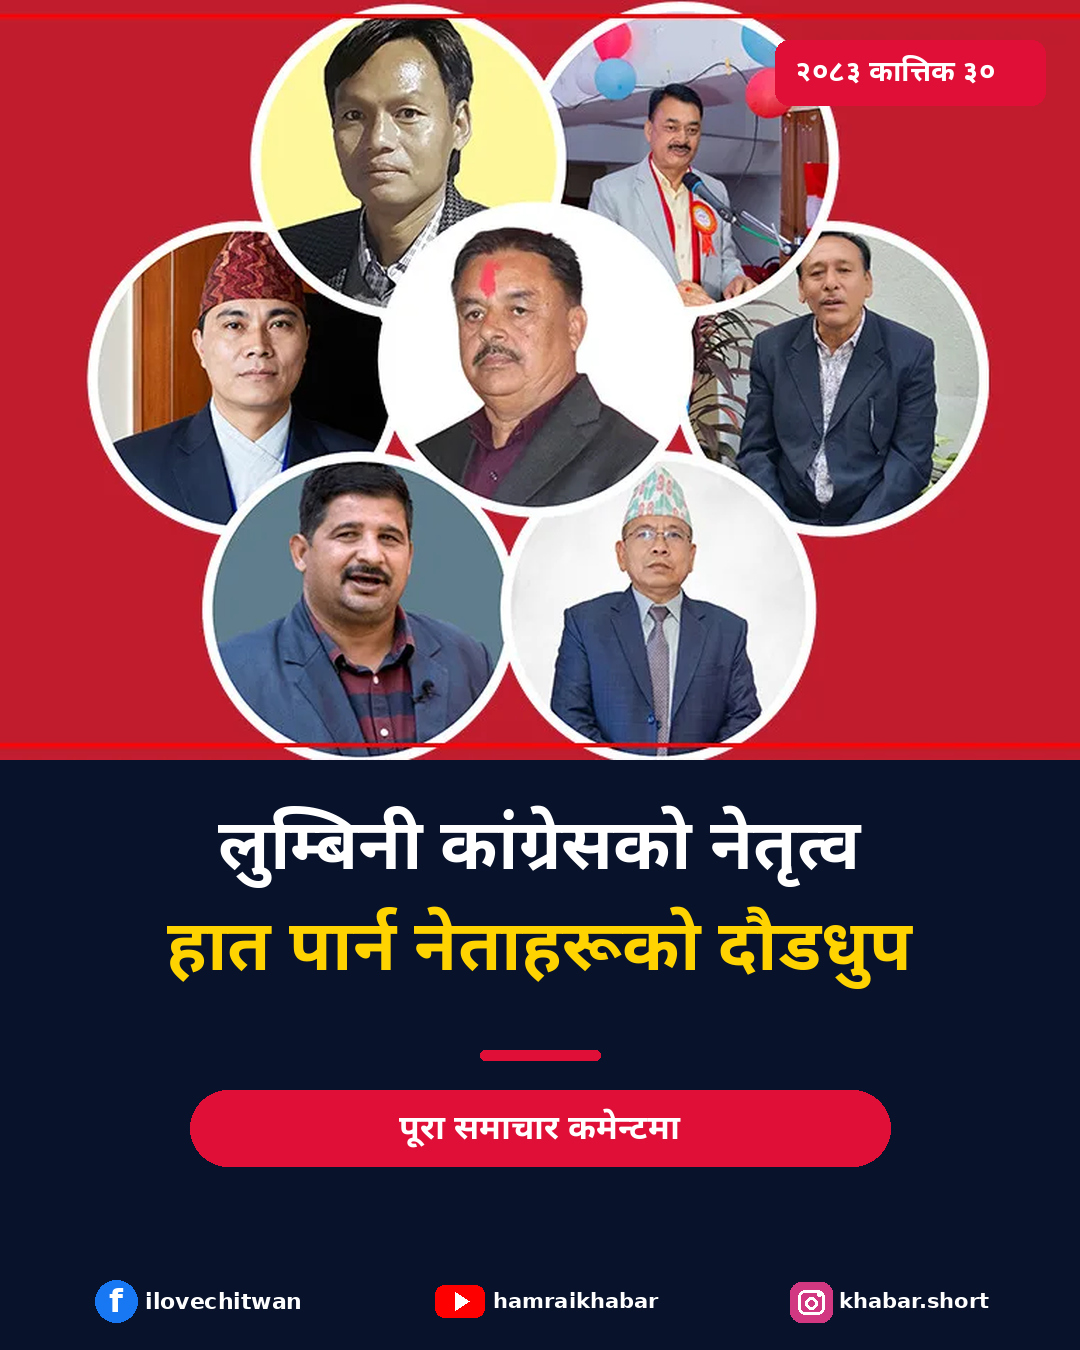 २०८३ कात्तिक ३०
लुम्बिनी कांग्रेसको नेतृत्व
हात पार्न नेताहरूको दौडधुप
पूरा समाचार कमेन्टमा
ilovechitwan
hamraikhabar
khabar.short